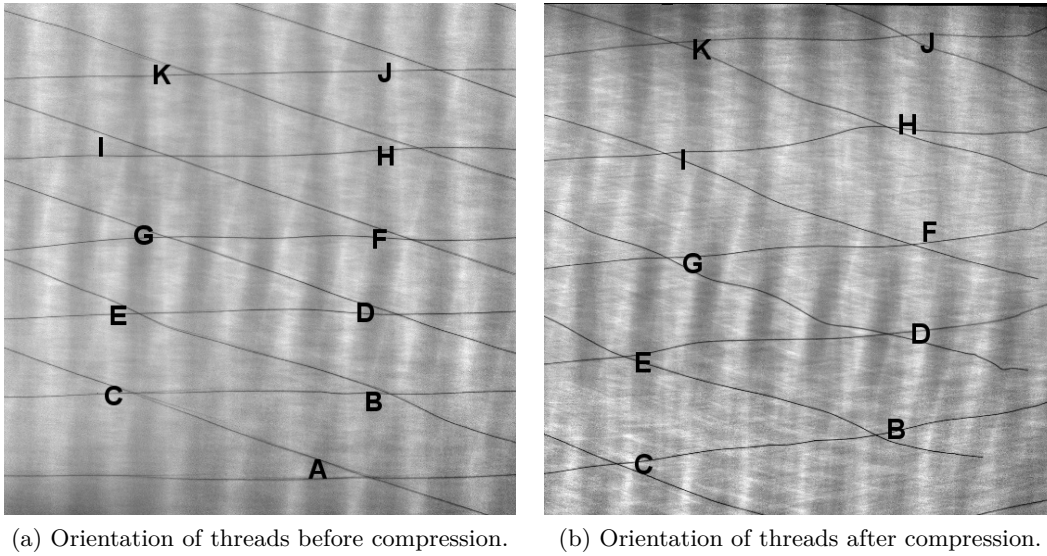 K J
I H
G F
E D
C B
A
K J
H
I
F
G
D
E
B
C
(a) Orientation of threads before compression.
(b) Orientation of threads after compression.